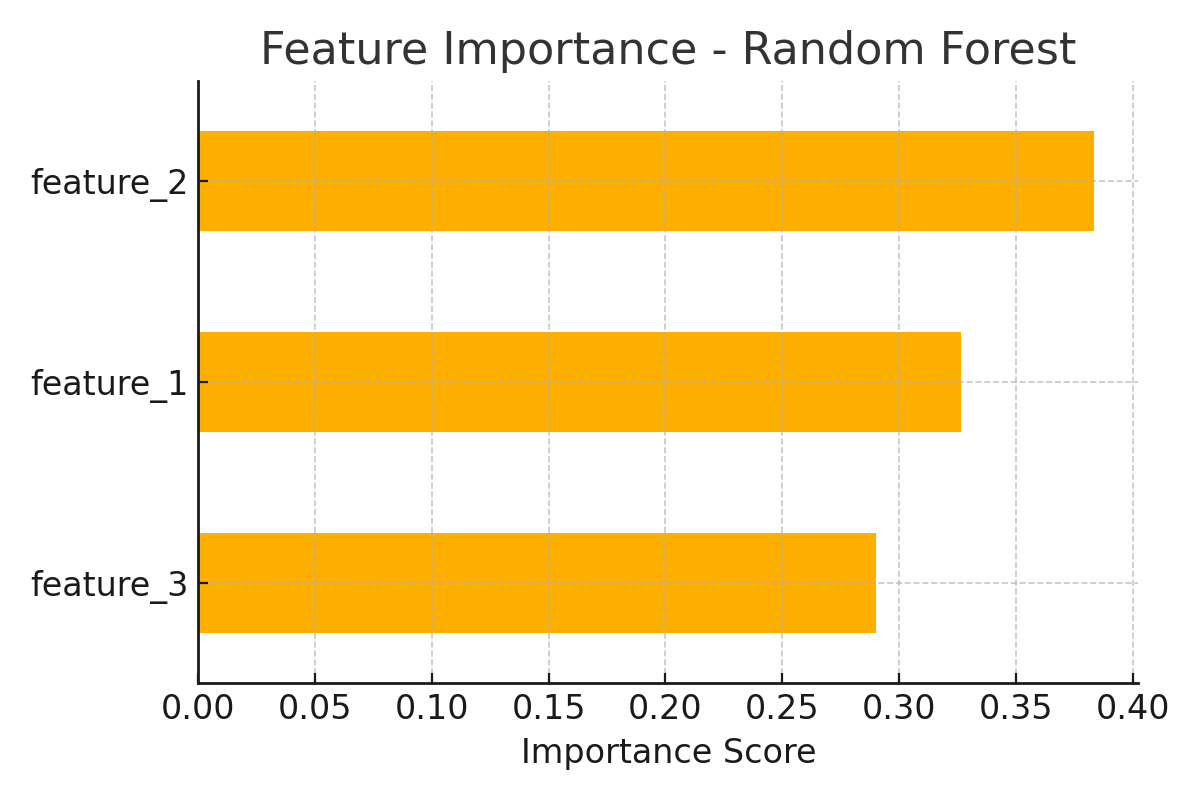 Feature Importance - Random Forest
feature_2
feature_1
feature_3
0.00 0.05 0.10 0.15 0.20 0.25 0.30 0.35 0.40
Importance Score